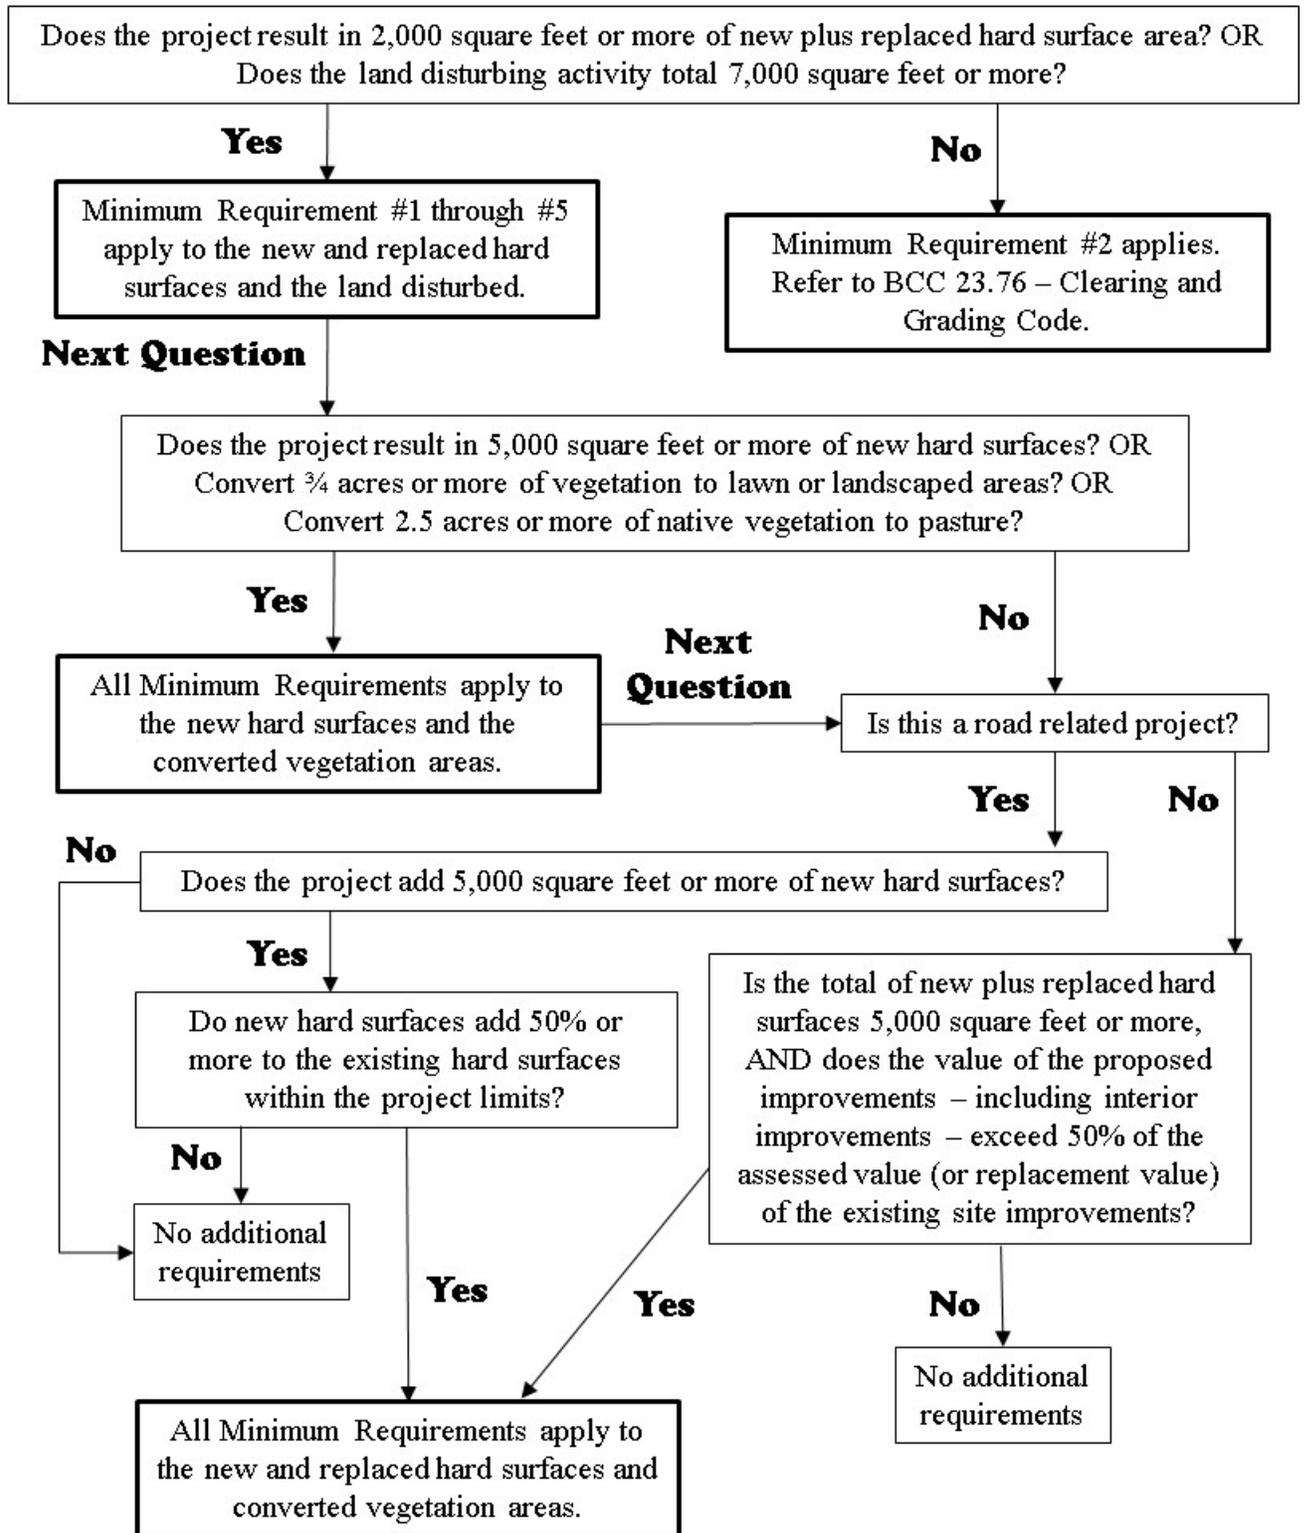 Does the project result in 2,000 square feet or more of new plus replaced hard surface area? OR
Does the land disturbing activity total 7,000 square feet or more?
Yes
No
Minimum Requirement #1 through #5
apply to the new and replaced hard
surfaces and the land disturbed.
Minimum Requirement #2 applies.
Refer to BCC 23.76 – Clearing and
Grading Code.
Next Question
Does the project result in 5,000 square feet or more of new hard surfaces? OR
Convert ¾ acres or more of vegetation to lawn or landscaped areas? OR
Convert 2.5 acres or more of native vegetation to pasture?
Yes
No
All Minimum Requirements apply to
the new hard surfaces and the
converted vegetation areas.
Next
Question
Is this a road related project?
Yes
No
No
Does the project add 5,000 square feet or more of new hard surfaces?
Yes
Do new hard surfaces add 50% or
more to the existing hard surfaces
within the project limits?
Is the total of new plus replaced hard
surfaces 5,000 square feet or more,
AND does the value of the proposed
improvements – including interior
improvements – exceed 50% of the
assessed value (or replacement value)
of the existing site improvements?
No
No additional
requirements
Yes
Yes
No
No additional
requirements
All Minimum Requirements apply to
the new and replaced hard surfaces and
converted vegetation areas.